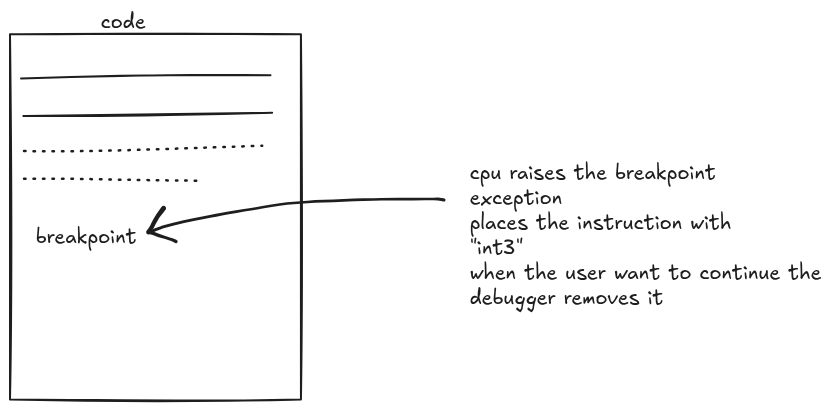 code
breakpoint
cpu raises the breakpoint
exception
places the instruction with
"int3"
when the user want to continue the
debugger removes it